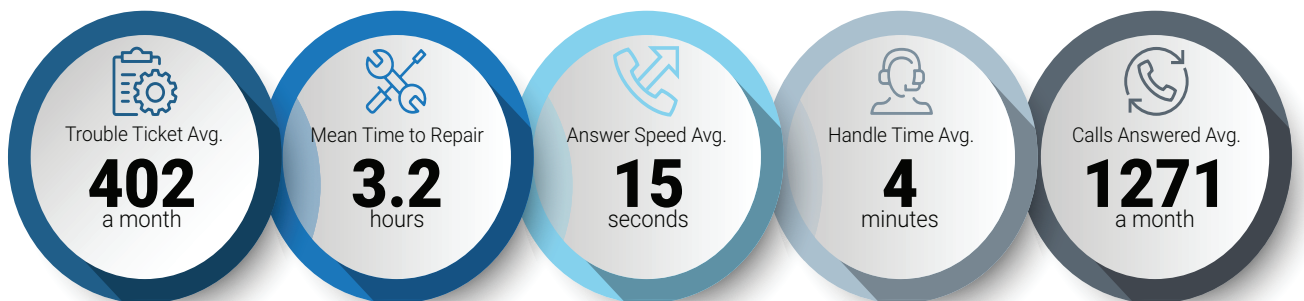 Trouble Ticket Avg.
402
a month
Mean Time to Repair
3.2
hours
Answer Speed Avg.
15
seconds
Handle Time Avg.
4
minutes
Calls Answered Avg.
1271
a month